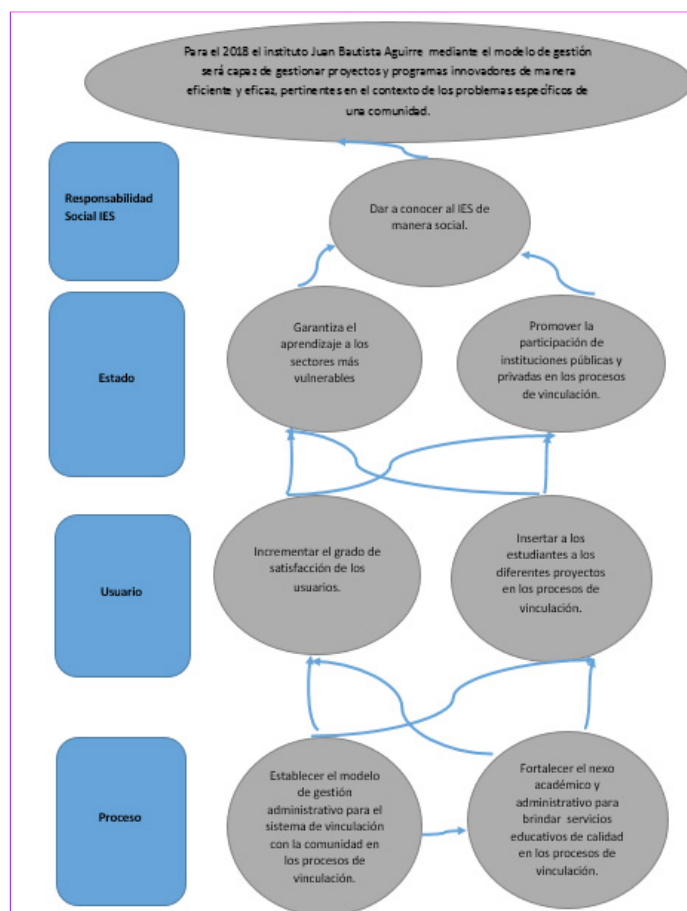 Para el 2018 el instituto Juan Bautista Aguirre mediante el modelo de gestión
será capaz de gestionar proyectos y programas innovadores de manera
eficiente y eficaz, pertinentes en el contexto de los problemas específicos de
una comunidad.
Responsabilidad
Social IES
Dar a conocer al IES de
manera social.
Estado
Garantiza el
aprendizaje a los
sectores más
vulnerables
Promover la
participación de
instituciones públicas y
privadas en los procesos
de vinculación.
Usuario
Incrementar el grado de
satisfacción de los
usuarios.
Insertar a los
estudiantes a los
diferentes proyectos
en los procesos de
vinculación.
Proceso
Establecer el modelo
de gestión
administrativo para el
sistema de vinculación
con la comunidad en
los procesos de
vinculación.
Fortalecer el nexo
académico y
administrativo para
brindar servicios
educativos de calidad
en los procesos de
vinculación.